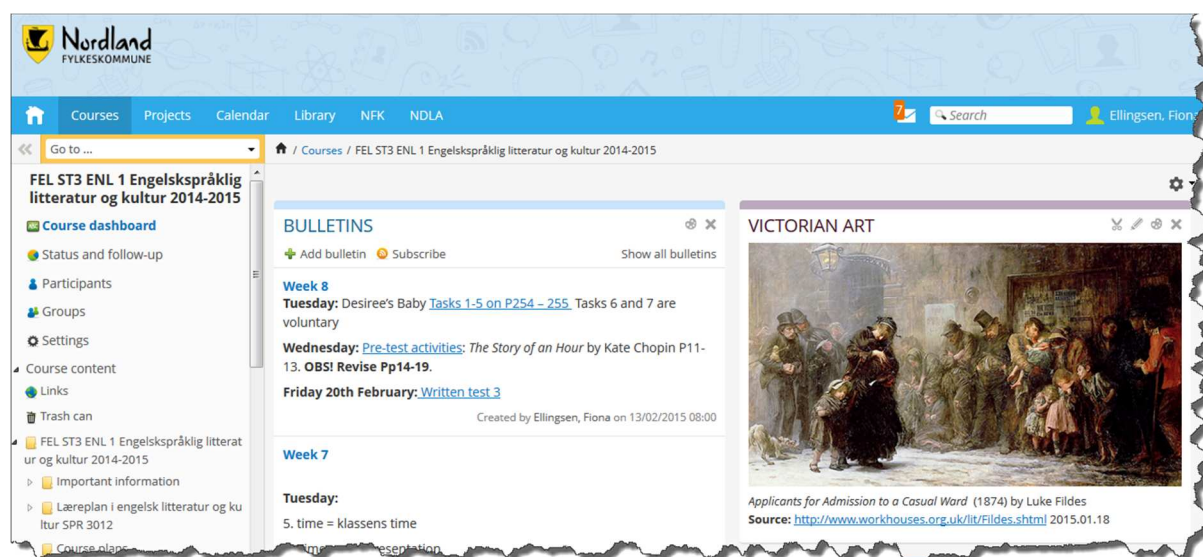 Nordland
FYLKESKOMMUNE
Courses Projects Calendar Library NFK NDLA
7
Search
Ellingsen, Fiona
Go to ...
/ Courses / FEL ST3 ENL 1 Engelskspråklig litteratur og kultur 2014-2015
FEL ST3 ENL 1 Engelskspråklig
litteratur og kultur 2014-2015
Course dashboard
Status and follow-up
Participants
Groups
Settings
Course content
Links
Trash can
FEL ST3 ENL 1 Engelskspråklig litterat
ur og kultur 2014-2015
Important information
Læreplan i engelsk litteratur og ku
ltur SPR 3012
Course plans
BULLETINS
Add bulletin Subscribe Show all bulletins
Week 8
Tuesday: Desiree's Baby Tasks 1-5 on P254 – 255 Tasks 6 and 7 are
voluntary
Wednesday: Pre-test activities: The Story of an Hour by Kate Chopin P11-
13. OBS! Revise Pp14-19.
Friday 20th February: Written test 3
Created by Ellingsen, Fiona on 13/02/2015 08:00
Week 7
Tuesday:
5. time = klassens time
VICTORIAN ART
Applicants for Admission to a Casual Ward (1874) by Luke Fildes
Source: http://www.workhouses.org.uk/lit/Fildes.shtml 2015.01.18